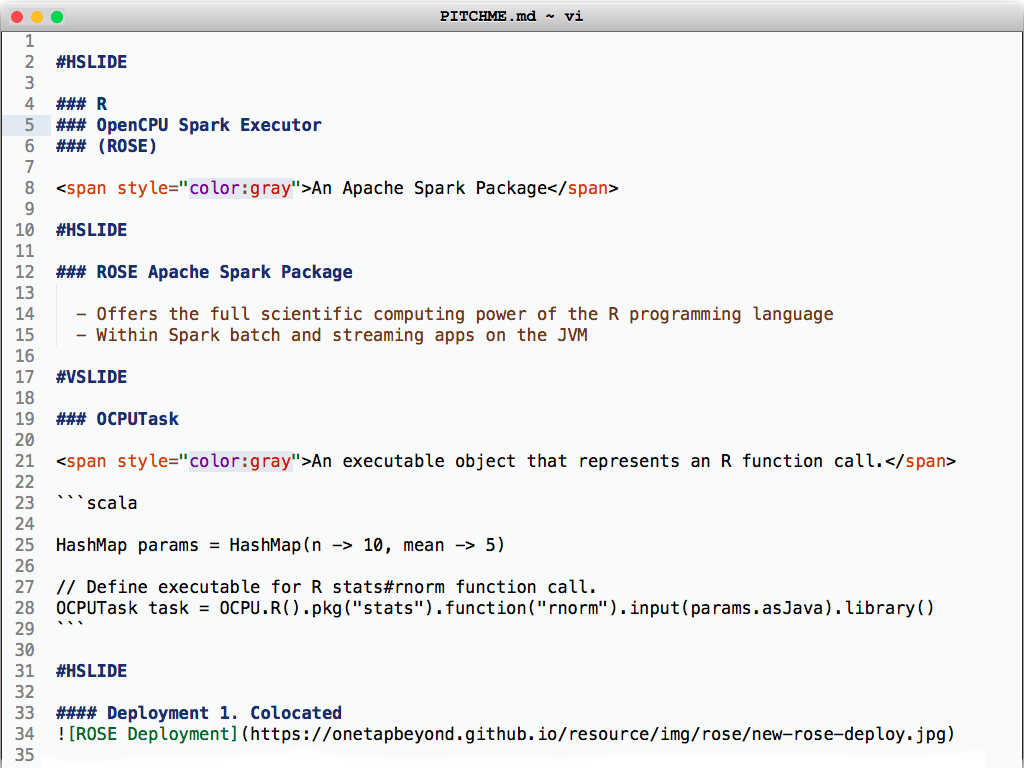 PITCHME.md ~ vi
1
2 #HSLIDE
3
4 ### R
5 ### OpenCPU Spark Executor
6 ### (ROSE)
7
8 <span style="color:gray">An Apache Spark Package</span>
9
10 #HSLIDE
11
12 ### ROSE Apache Spark Package
13
14   - Offers the full scientific computing power of the R programming language
15   - Within Spark batch and streaming apps on the JVM
16
17 #VSLIDE
18
19 ### OCPUTask
20
21 <span style="color:gray">An executable object that represents an R function call.</span>
22
23 ```scala
24
25 HashMap params = HashMap(n -> 10, mean -> 5)
26
27 // Define executable for R stats#rnorm function call.
28 OCPUTask task = OCPU.R().pkg("stats").function("rnorm").input(params.asJava).library()
29 ```
30
31 #HSLIDE
32
33 #### Deployment 1. Colocated
34 ![ROSE Deployment](https://onetapbeyond.github.io/resource/img/rose/new-rose-deploy.jpg)
35